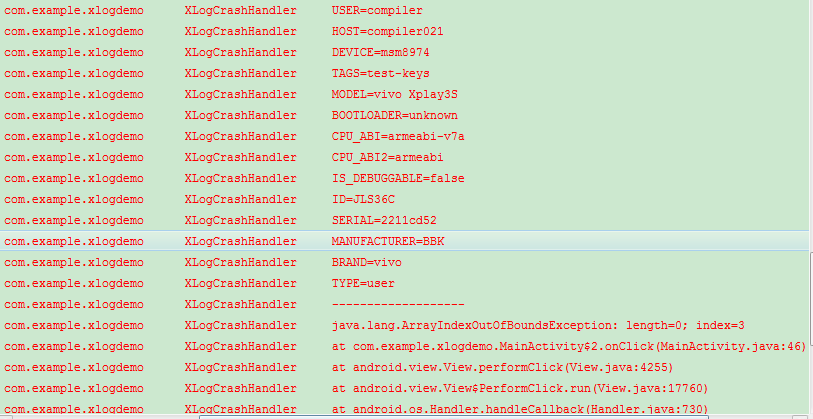 com.example.xlogdemo XLogCrashHandler USER=compiler
com.example.xlogdemo XLogCrashHandler HOST=compiler021
com.example.xlogdemo XLogCrashHandler DEVICE=msm8974
com.example.xlogdemo XLogCrashHandler TAGS=test-keys
com.example.xlogdemo XLogCrashHandler MODEL=vivo Xplay3S
com.example.xlogdemo XLogCrashHandler BOOTLOADER=unknown
com.example.xlogdemo XLogCrashHandler CPU_ABI=armeabi-v7a
com.example.xlogdemo XLogCrashHandler CPU_ABI2=armeabi
com.example.xlogdemo XLogCrashHandler IS_DEBUGGABLE=false
com.example.xlogdemo XLogCrashHandler ID=JLS36C
com.example.xlogdemo XLogCrashHandler SERIAL=2211cd52
com.example.xlogdemo XLogCrashHandler MANUFACTURER=BBK
com.example.xlogdemo XLogCrashHandler BRAND=vivo
com.example.xlogdemo XLogCrashHandler TYPE=user
com.example.xlogdemo XLogCrashHandler -------------------
com.example.xlogdemo XLogCrashHandler java.lang.ArrayIndexOutOfBoundsException: length=0; index=3
com.example.xlogdemo XLogCrashHandler at com.example.xlogdemo.MainActivity$2.onClick(MainActivity.java:46)
com.example.xlogdemo XLogCrashHandler at android.view.View.performClick(View.java:4255)
com.example.xlogdemo XLogCrashHandler at android.view.View$PerformClick.run(View.java:17760)
com.example.xlogdemo XLogCrashHandler at android.os.Handler.handleCallback(Handler.java:730)